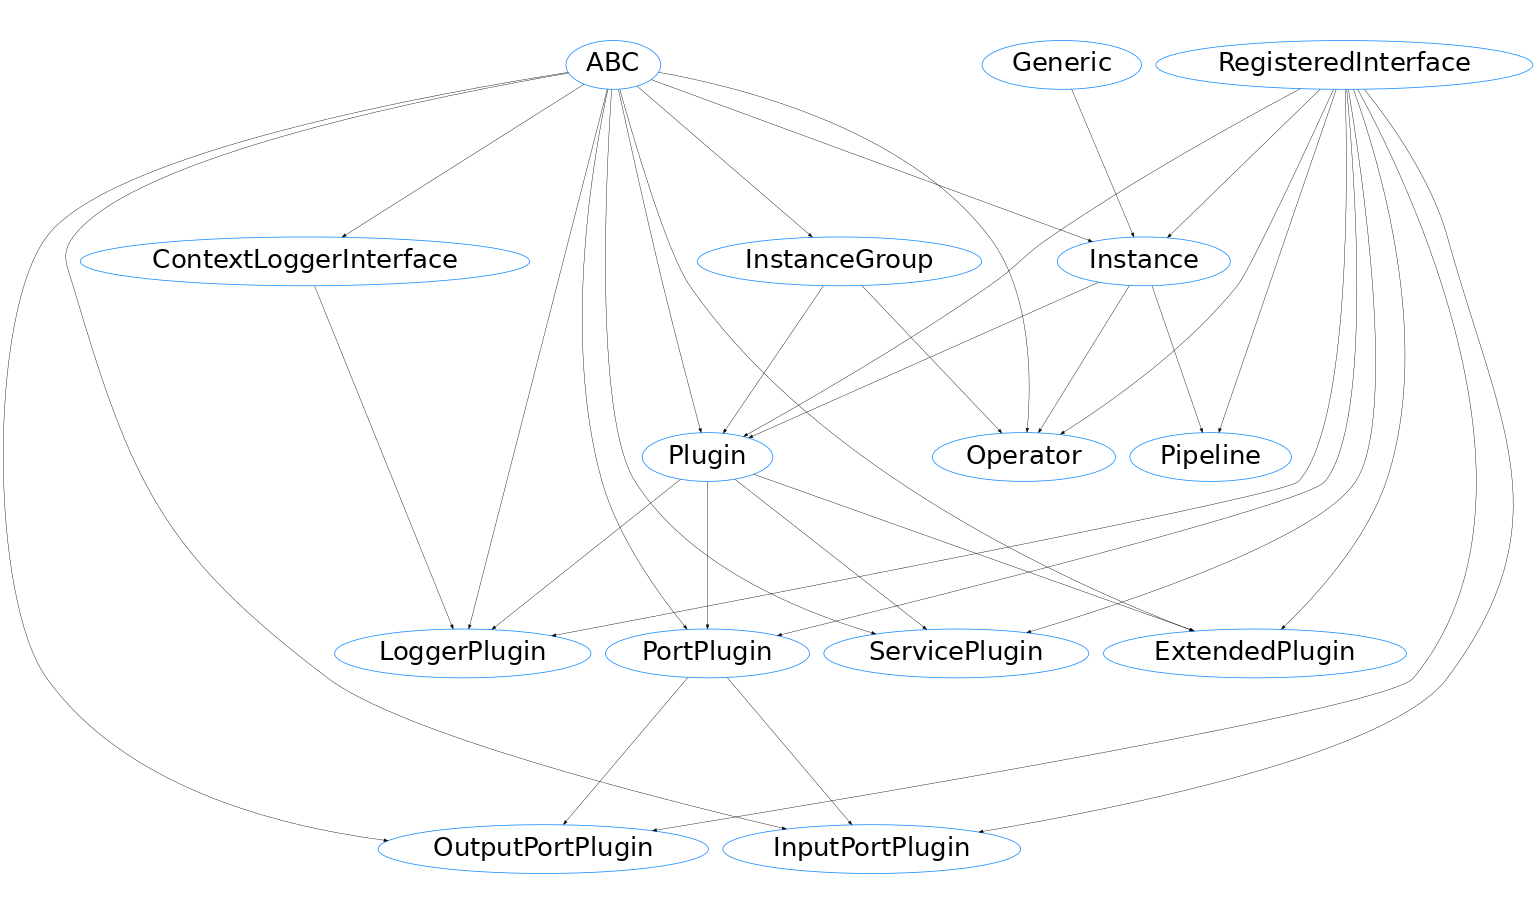 ABC
Generic
RegisteredInterface
ContextLoggerInterface
InstanceGroup
Instance
Plugin
Operator
Pipeline
LoggerPlugin
PortPlugin
ServicePlugin
ExtendedPlugin
OutputPortPlugin
InputPortPlugin